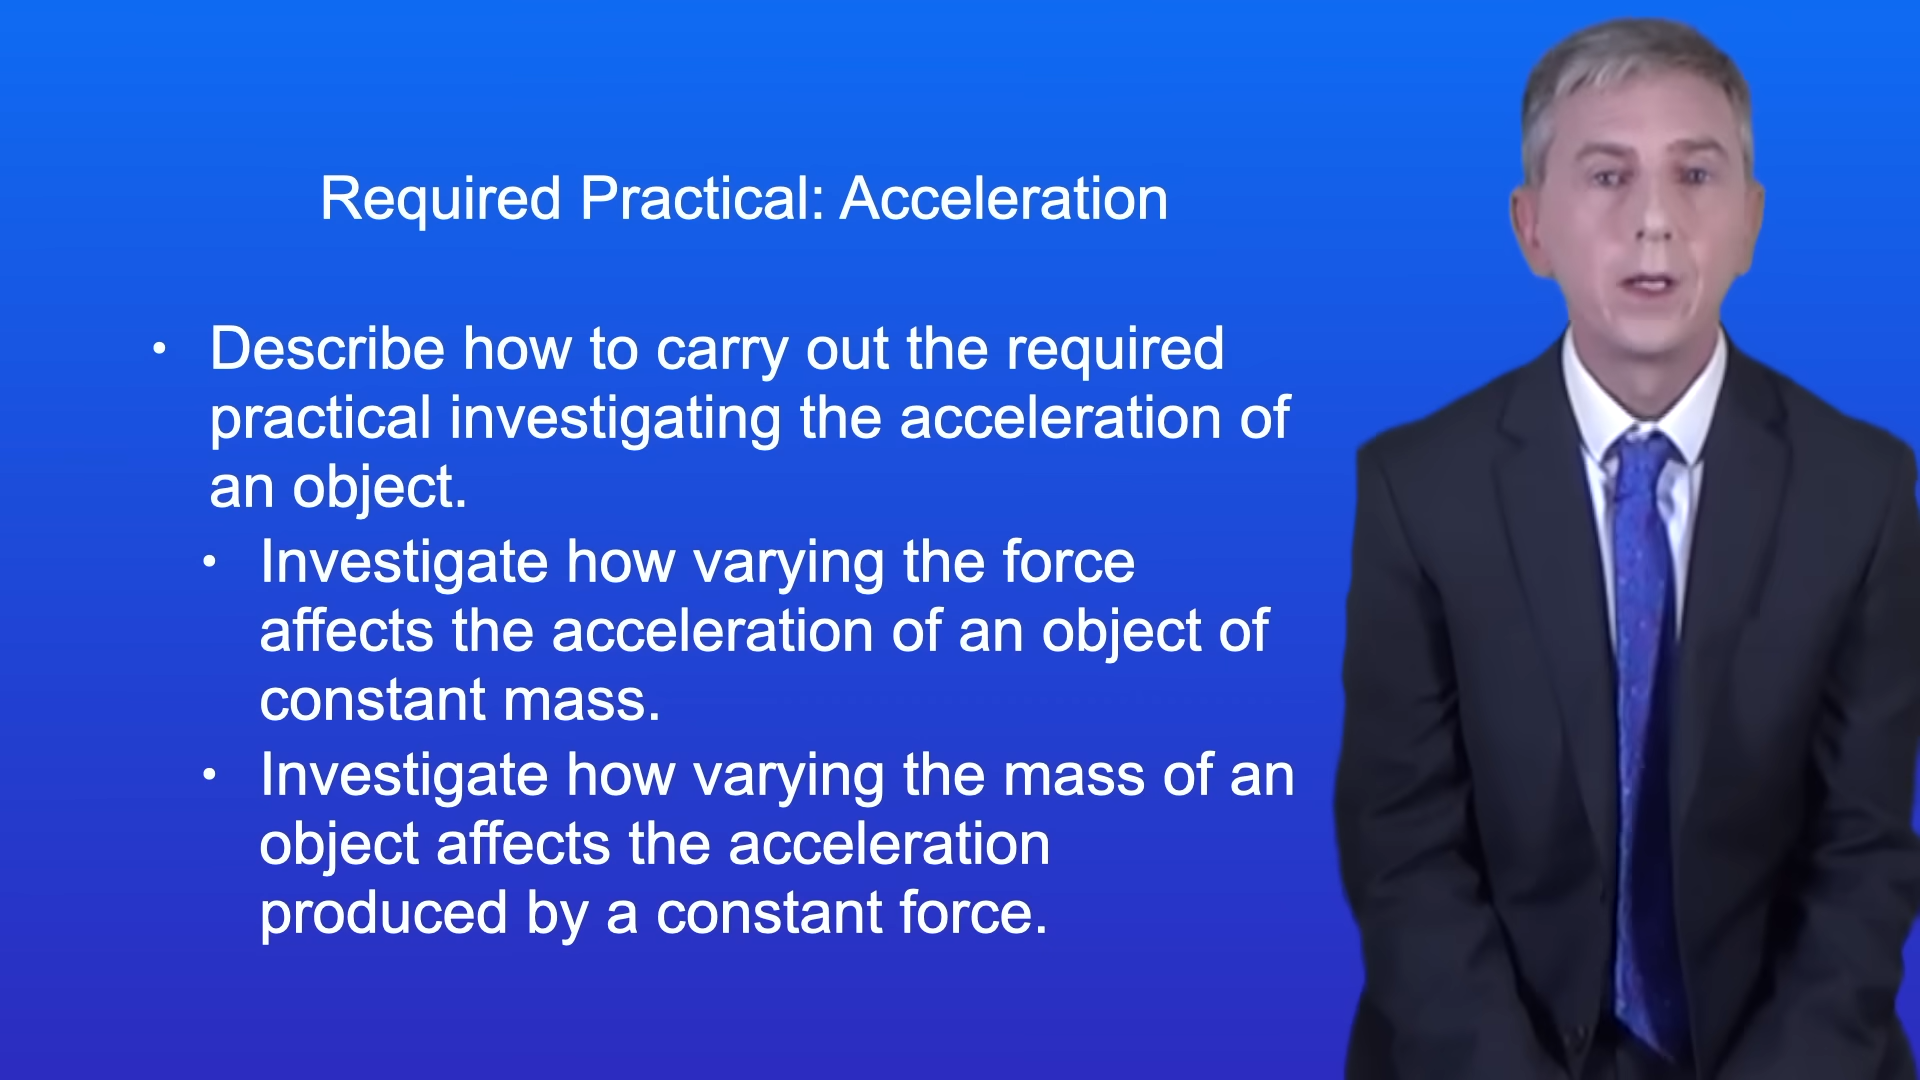 Required Practical: Acceleration
• Describe how to carry out the required
practical investigating the acceleration of
an object.
• Investigate how varying the force
affects the acceleration of an object of
constant mass.
• Investigate how varying the mass of an
object affects the acceleration
produced by a constant force.